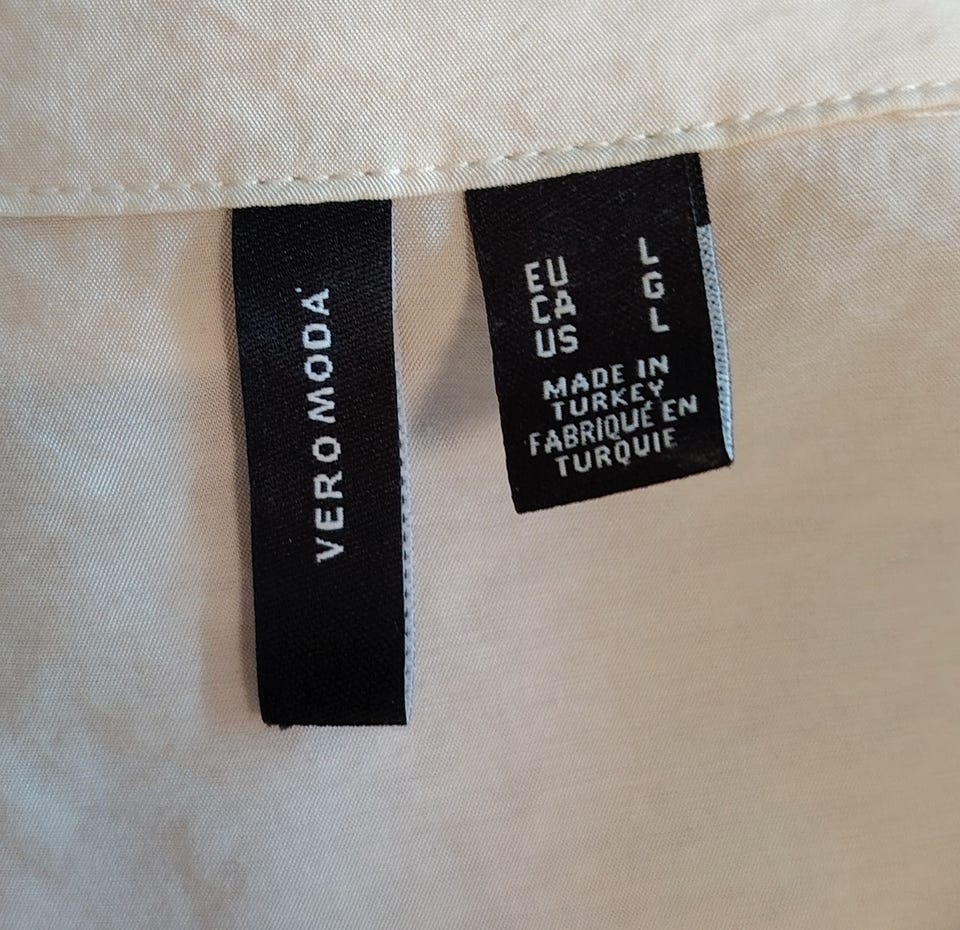 VERO MODA
EU L
CA G
US L
MADE IN
TURKEY
FABRIQUÉ EN
TURQUIE